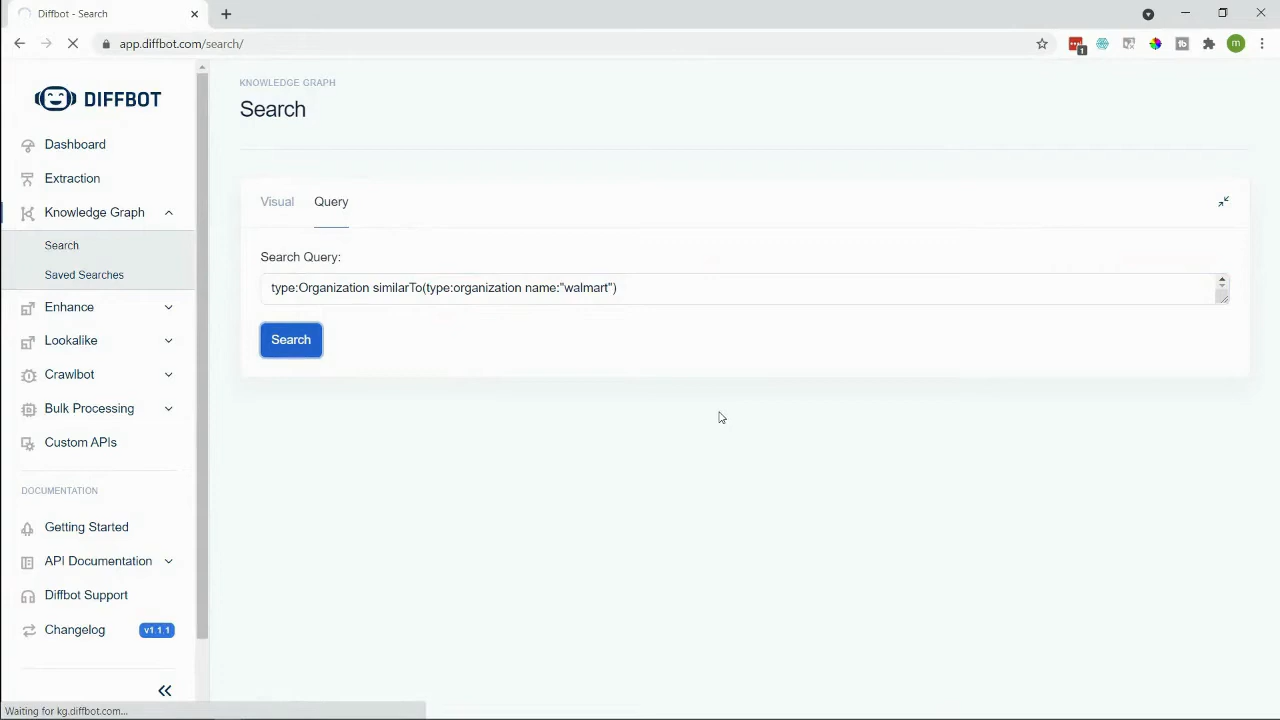 Diffbot - Search
app.diffbot.com/search/
1
m
DIFFBOT
Dashboard
Extraction
Knowledge Graph
Search
Saved Searches
Enhance
Lookalike
Crawlbot
Bulk Processing
Custom APIs
DOCUMENTATION
Getting Started
API Documentation
Diffbot Support
Changelog
v1.1.1
KNOWLEDGE GRAPH
Search
Visual
Query
Search Query:
type:Organization similarTo(type:organization name:"walmart")
Search
Waiting for kg.diffbot.com...